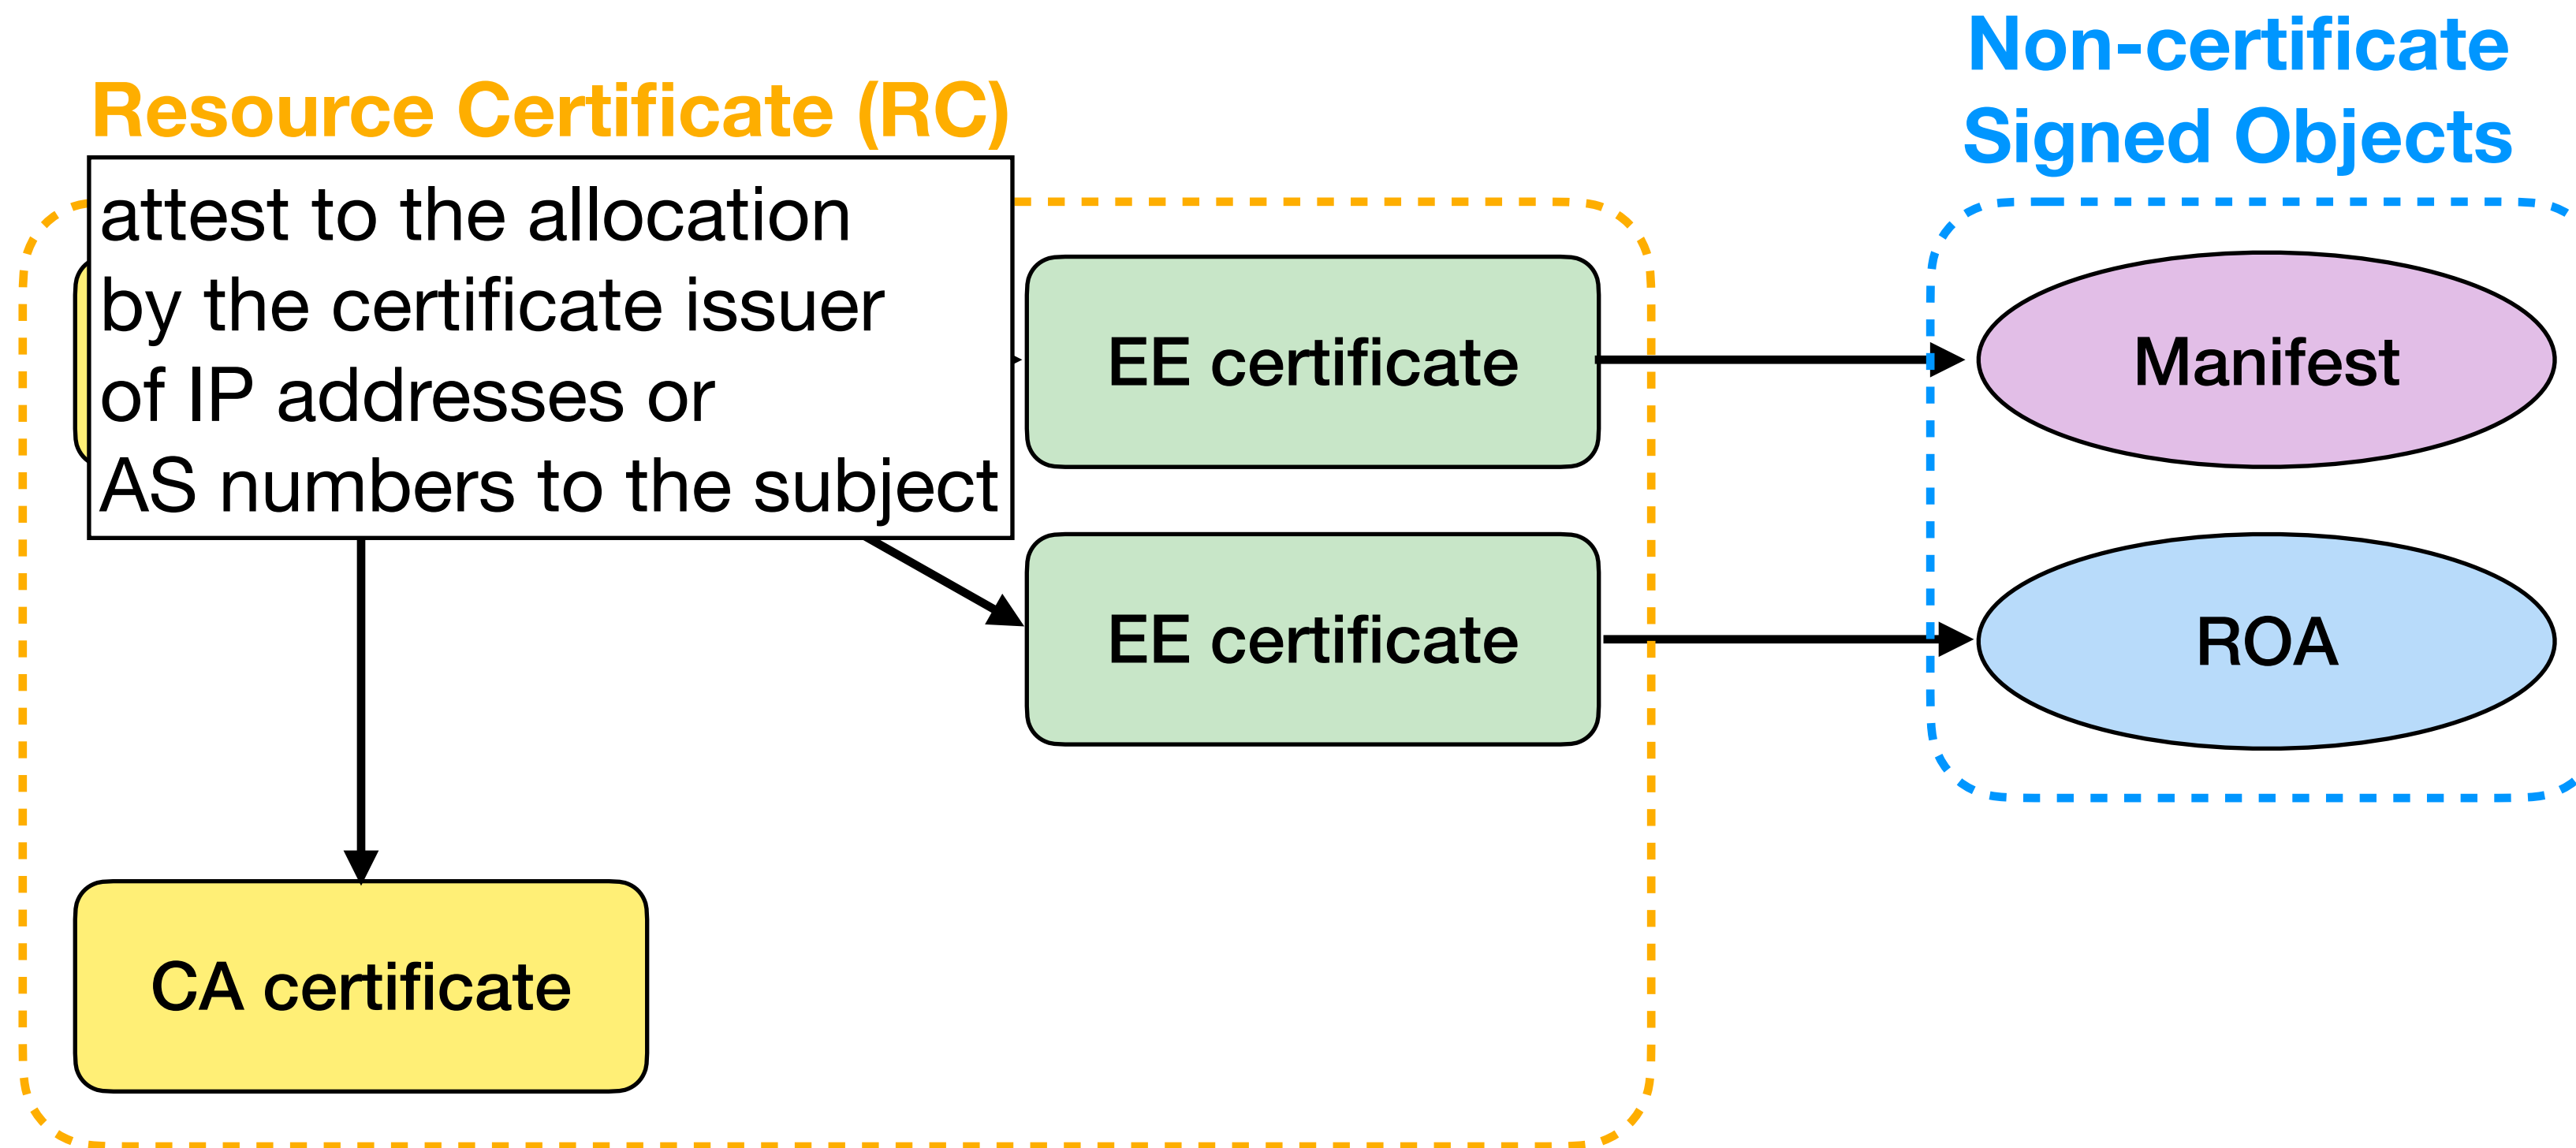 Resource Certificate (RC)
attest to the allocation
by the certificate issuer
of IP addresses or
AS numbers to the subject
Non-certificate
Signed Objects
EE certificate
Manifest
EE certificate
ROA
CA certificate